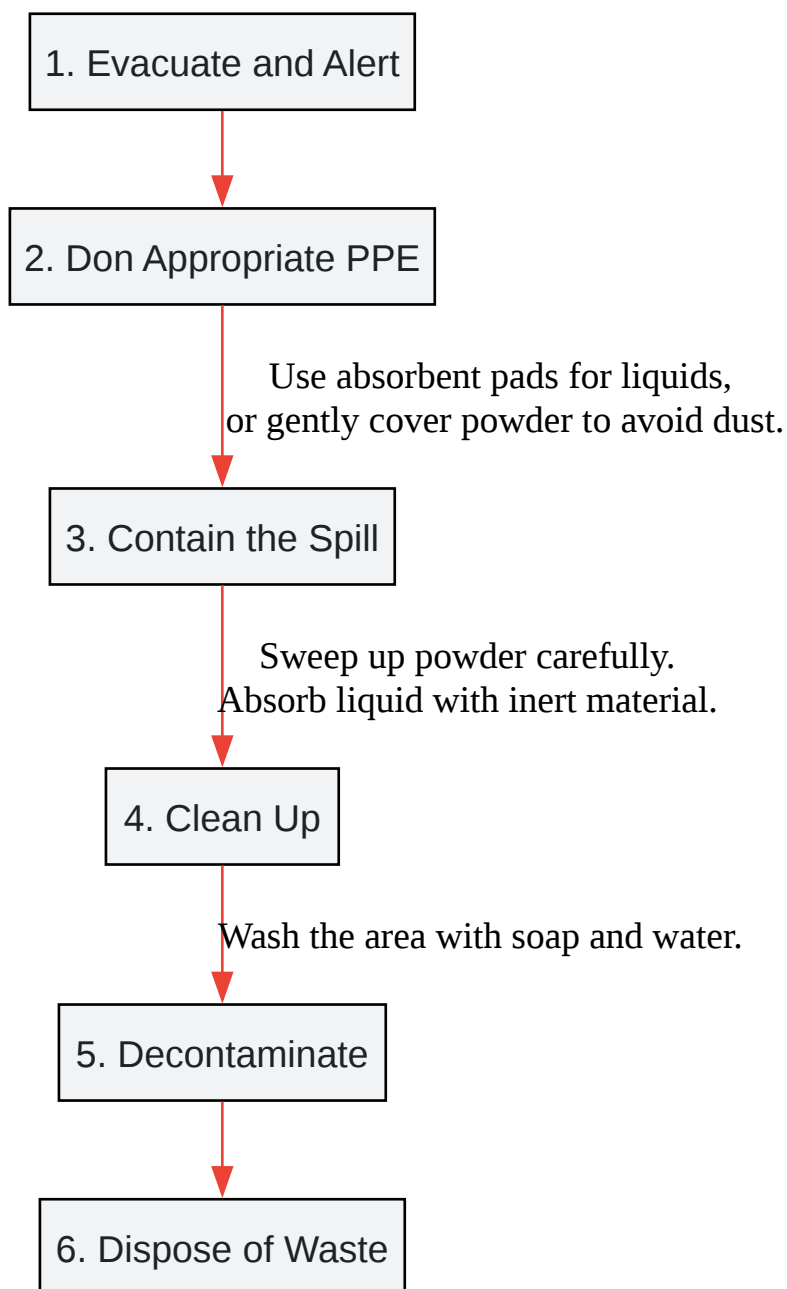 1. Evacuate and Alert
2. Don Appropriate PPE
Use absorbent pads for liquids,
or gently cover powder to avoid dust.
3. Contain the Spill
Sweep up powder carefully.
Absorb liquid with inert material.
4. Clean Up
Wash the area with soap and water.
5. Decontaminate
6. Dispose of Waste